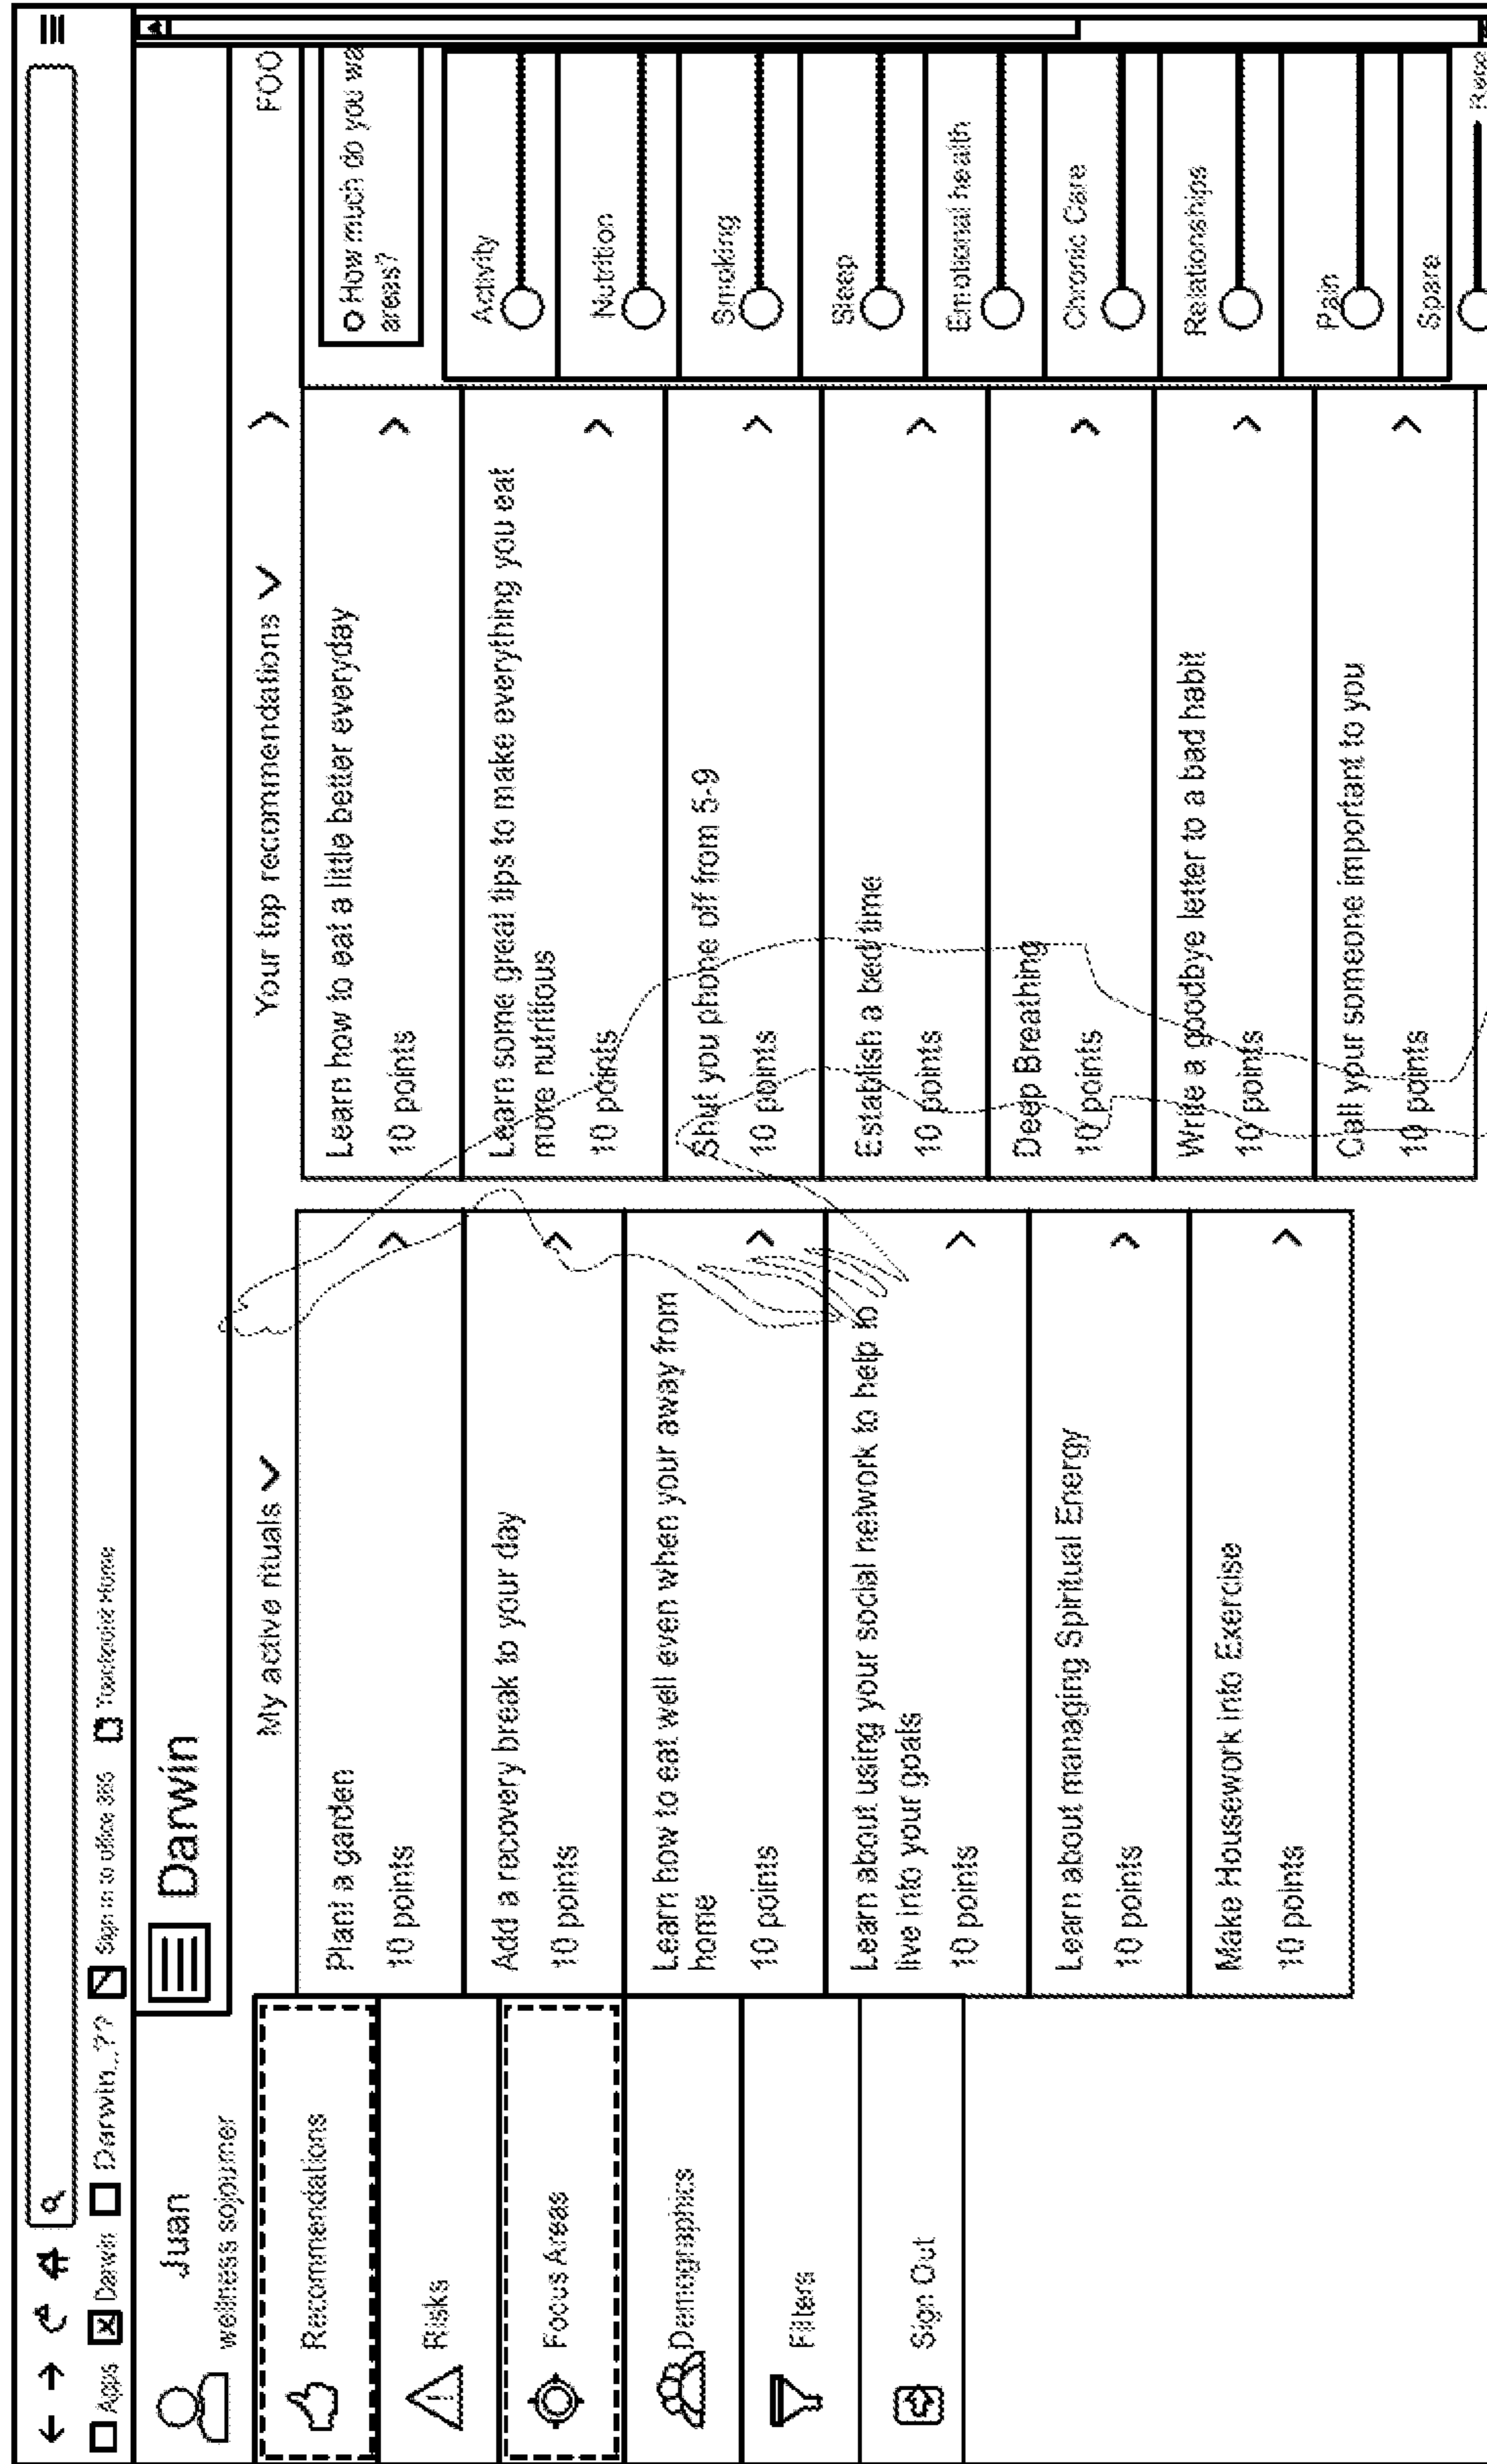 Apps
Darwin
Darwin...??
Sign in to office 365
Home
Juan
wellness sojourner
Darwin
Recommendations
Risks
Focus Areas
Demographics
Filters
Sign Out
My active rituals
Plant a garden
10 points
Add a recovery break to your day
10 points
Learn how to eat well even when your away from
home
10 points
Learn about using your social network to help to
live into your goals
10 points
Learn about managing Spiritual Energy
10 points
Make Housework into Exercise
10 points
Your top recommendations
Learn how to eat a little better everyday
10 points
Learn some great tips to make everything you eat
more nutritious
10 points
Shut you phone off from 5-9
10 points
Establish a bed time
10 points
Deep Breathing
10 points
Write a goodbye letter to a bad habit
10 points
Call your someone important to you
10 points
FOO
How much do you wa
areas?
Activity
Nutrition
Smoking
Sleep
Emotional health
Chronic Care
Relationships
Pain
Spare